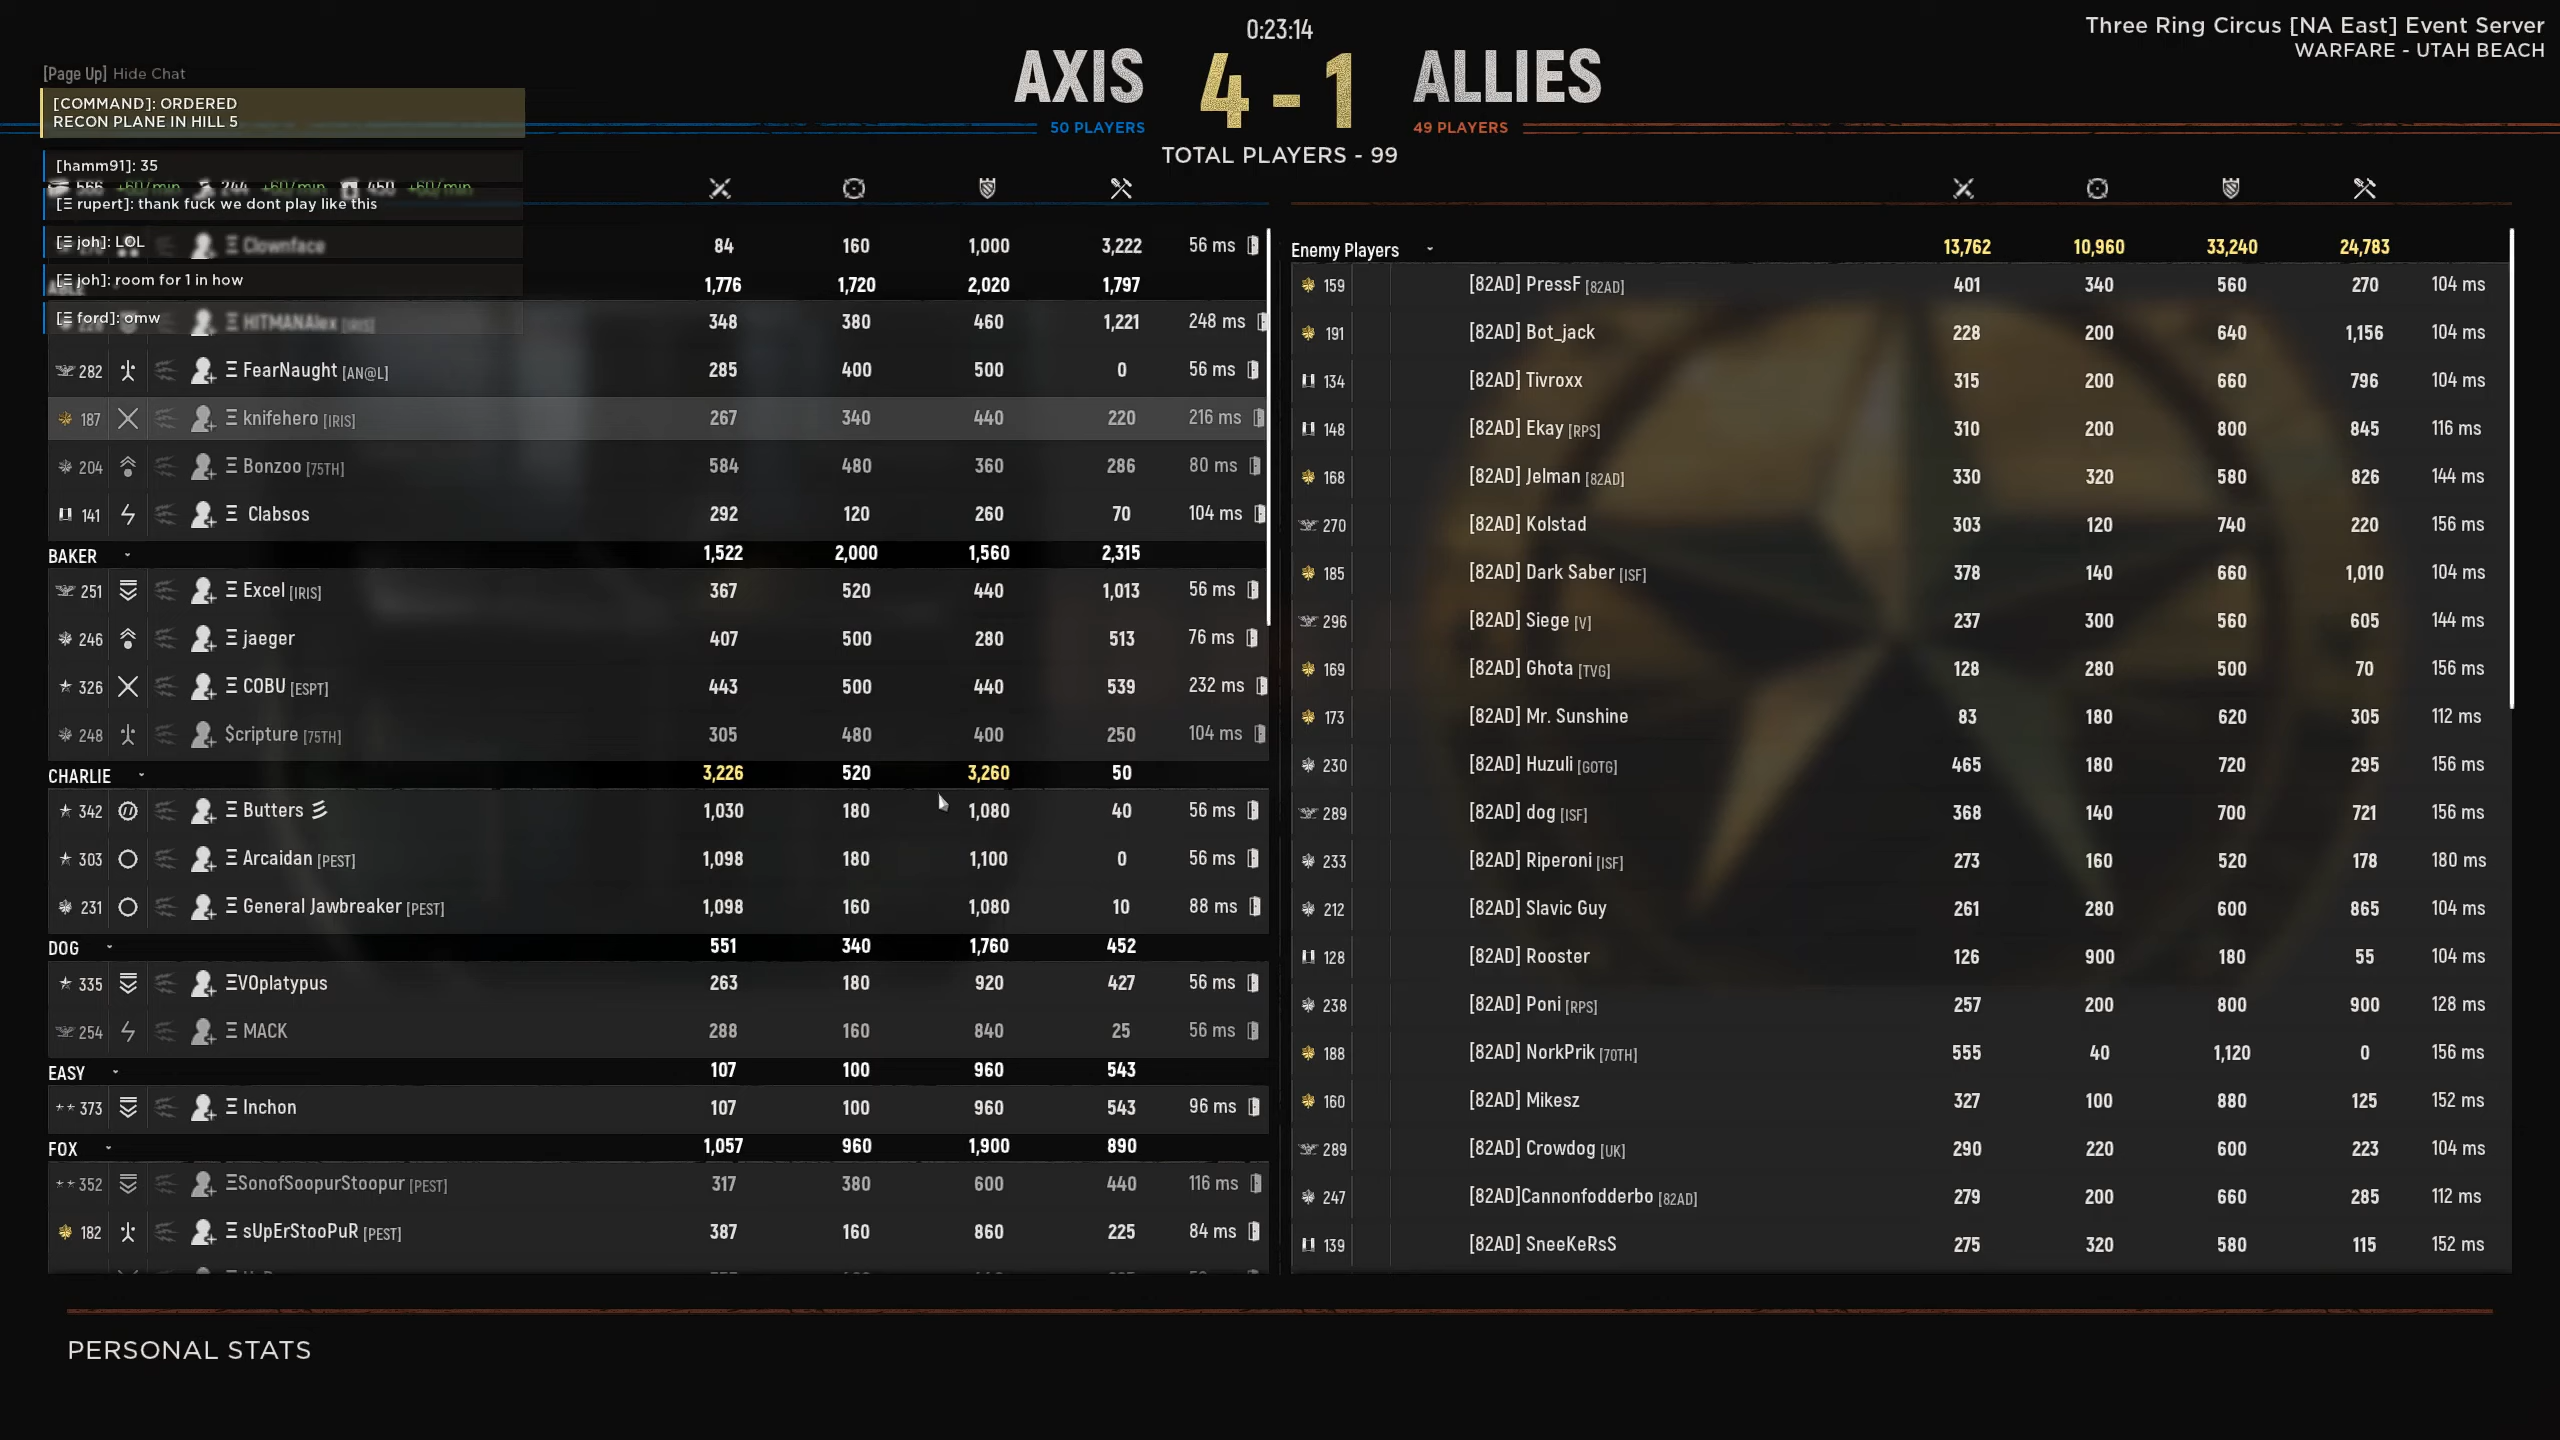 0:23:14
AXIS 4 - 1 ALLIES
50 PLAYERS 49 PLAYERS
TOTAL PLAYERS - 99
Three Ring Circus [NA East] Event Server
WARFARE - UTAH BEACH
[Page Up] Hide Chat
[COMMAND]: ORDERED
RECON PLANE IN HILL 5
[hamm91]: 35
566 +60/min 244 +60/min 450 +60/min
[Ξ rupert]: thank fuck we dont play like this
[Ξ joh]: LOL
[Ξ joh]: room for 1 in how
[Ξ ford]: omw
Ξ Clownface 84 160 1,000 3,222 56 ms
1,776 1,720 2,020 1,797
Ξ HITMANAlex [IRIS] 348 380 460 1,221 248 ms
282 Ξ FearNaught [AN@L] 285 400 500 0 56 ms
187 Ξ knifehero [IRIS] 267 340 440 220 216 ms
204 Ξ Bonzoo [75TH] 584 480 360 286 80 ms
141 Ξ Clabsos 292 120 260 70 104 ms
BAKER 1,522 2,000 1,560 2,315
251 Ξ Excel [IRIS] 367 520 440 1,013 56 ms
246 Ξ jaeger 407 500 280 513 76 ms
326 Ξ COBU [ESPT] 443 500 440 539 232 ms
248 $cripture [75TH] 305 480 400 250 104 ms
CHARLIE 3,226 520 3,260 50
342 Ξ Butters 彡 1,030 180 1,080 40 56 ms
303 Ξ Arcaidan [PEST] 1,098 180 1,100 0 56 ms
231 Ξ General Jawbreaker [PEST] 1,098 160 1,080 10 88 ms
DOG 551 340 1,760 452
335 ΞVOplatypus 263 180 920 427 56 ms
254 Ξ MACK 288 160 840 25 56 ms
EASY 107 100 960 543
373 Ξ Inchon 107 100 960 543 96 ms
FOX 1,057 960 1,900 890
352 ΞSonofSoopurStoopur [PEST] 317 380 600 440 116 ms
182 Ξ sUpErStooPuR [PEST] 387 160 860 225 84 ms
Enemy Players 13,762 10,960 33,240 24,783
159 [82AD] PressF [82AD] 401 340 560 270 104 ms
191 [82AD] Bot_jack 228 200 640 1,156 104 ms
134 [82AD] Tivroxx 315 200 660 796 104 ms
148 [82AD] Ekay [RPS] 310 200 800 845 116 ms
168 [82AD] Jelman [82AD] 330 320 580 826 144 ms
270 [82AD] Kolstad 303 120 740 220 156 ms
185 [82AD] Dark Saber [ISF] 378 140 660 1,010 104 ms
296 [82AD] Siege [V] 237 300 560 605 144 ms
169 [82AD] Ghota [TVG] 128 280 500 70 156 ms
173 [82AD] Mr. Sunshine 83 180 620 305 112 ms
230 [82AD] Huzuli [GOTG] 465 180 720 295 156 ms
289 [82AD] dog [ISF] 368 140 700 721 156 ms
233 [82AD] Riperoni [ISF] 273 160 520 178 180 ms
212 [82AD] Slavic Guy 261 280 600 865 104 ms
128 [82AD] Rooster 126 900 180 55 104 ms
238 [82AD] Poni [RPS] 257 200 800 900 128 ms
188 [82AD] NorkPrik [70TH] 555 40 1,120 0 156 ms
160 [82AD] Mikesz 327 100 880 125 152 ms
289 [82AD] Crowdog [UK] 290 220 600 223 104 ms
247 [82AD]Cannonfodderbo [82AD] 279 200 660 285 112 ms
139 [82AD] SneeKeRsS 275 320 580 115 152 ms
PERSONAL STATS